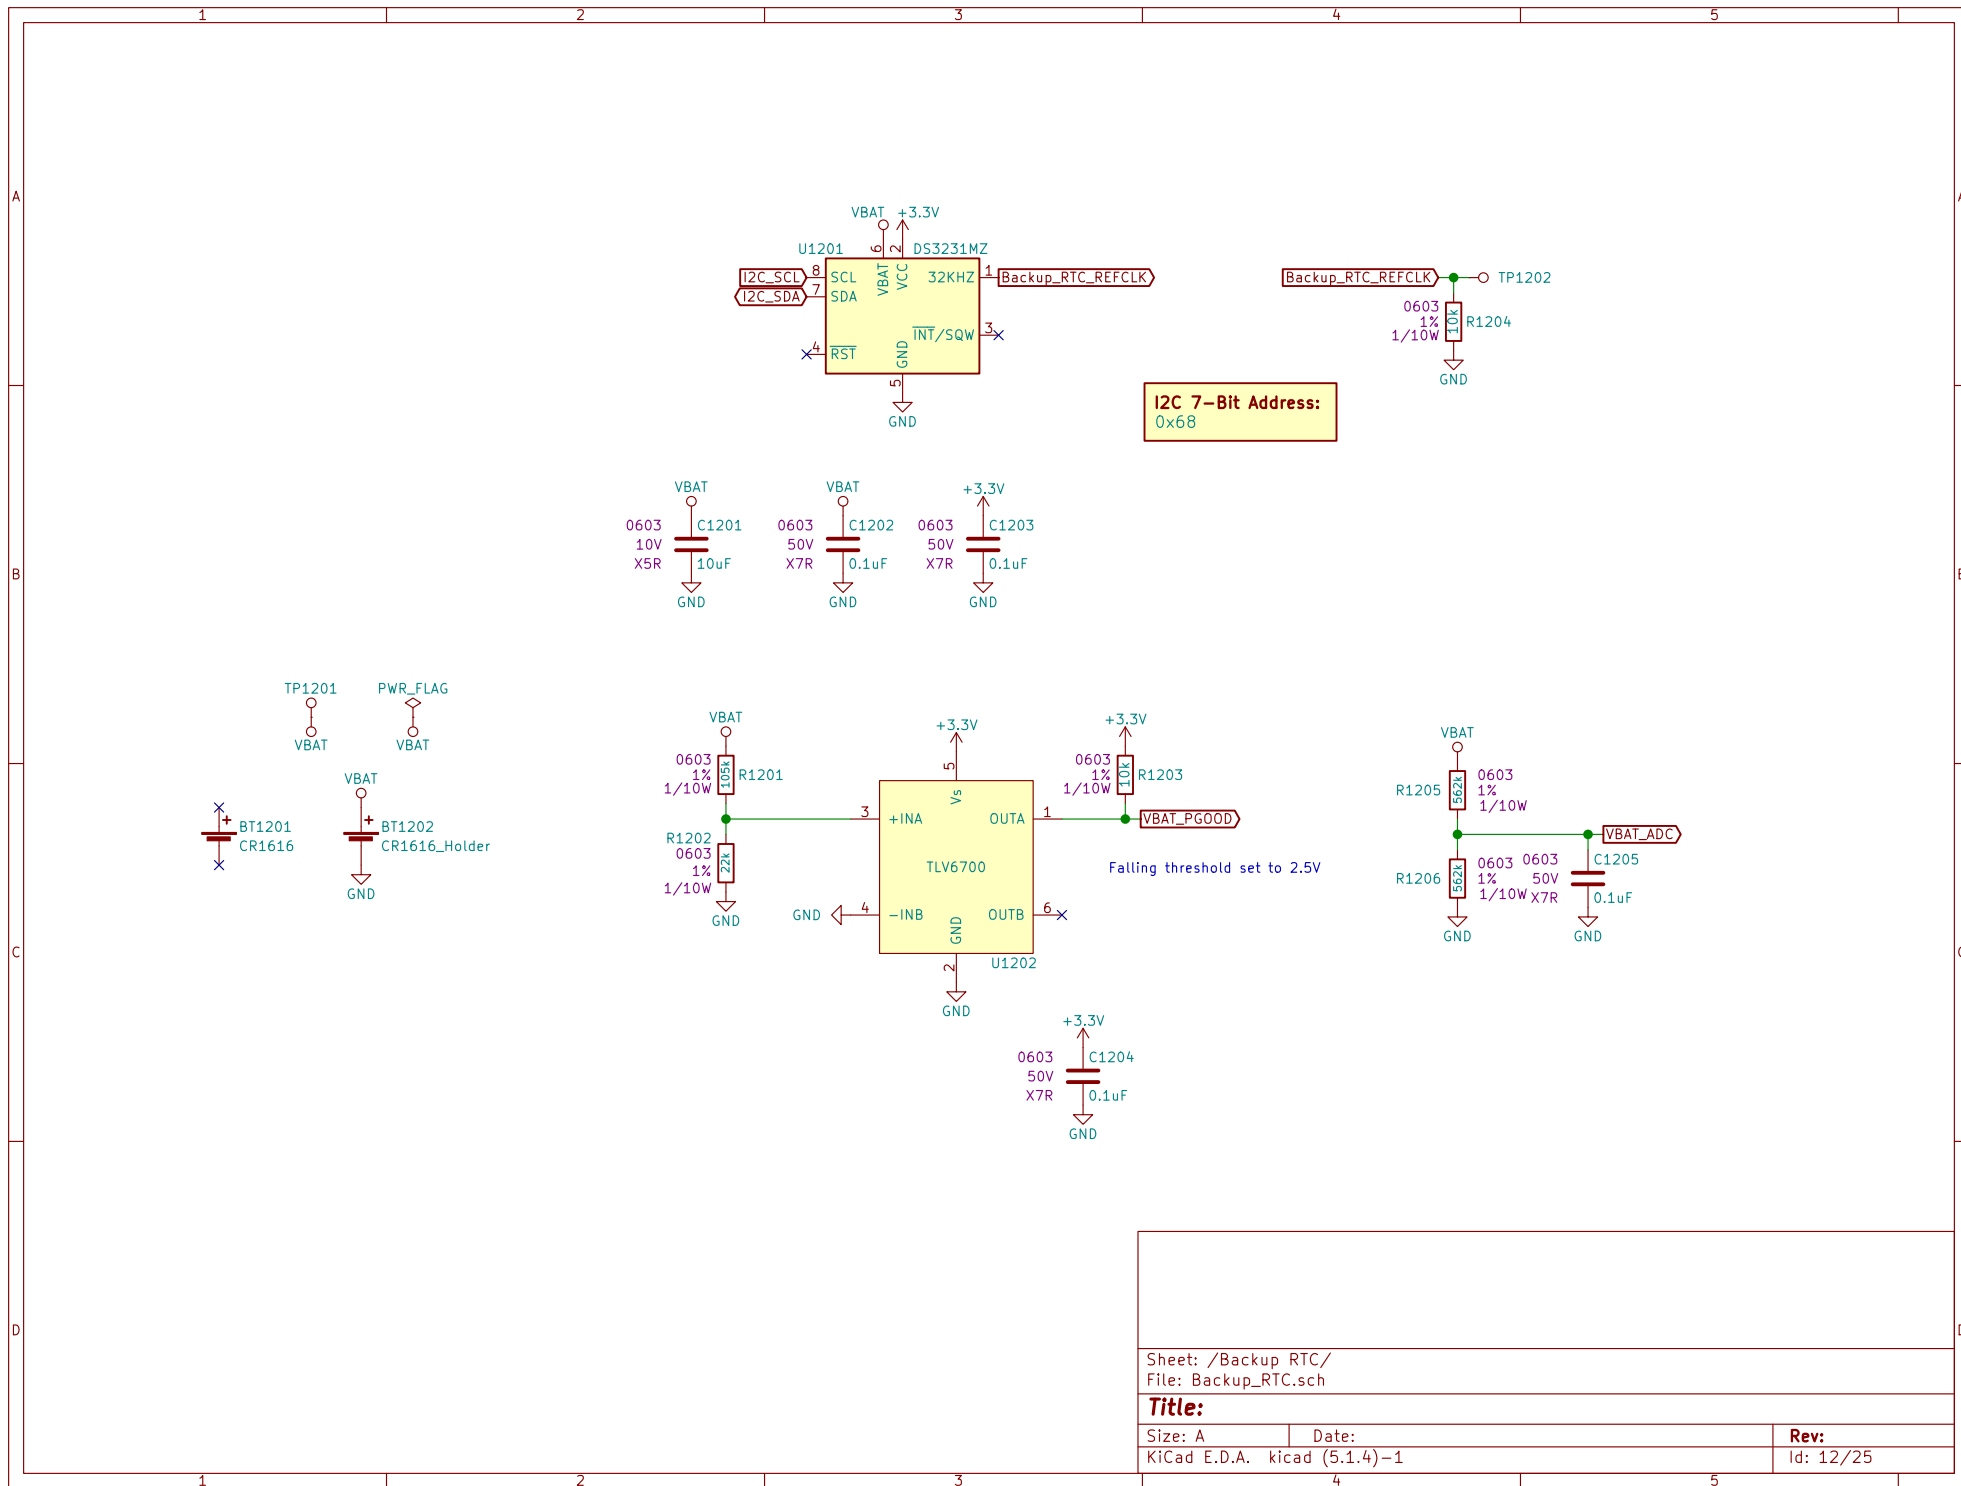 1 2 3 4 5
A
VBAT +3.3V
U1201 DS3231MZ
6 2
I2C_SCL 8 SCL VBAT VCC 32KHZ 1 Backup_RTC_REFCLK
I2C_SDA 7 SDA
INT/SQW 3
4 RST GND
5
GND
Backup_RTC_REFCLK TP1202
0603
1% 10k R1204
1/10W
GND
I2C 7-Bit Address:
0x68
B
VBAT VBAT +3.3V
0603 C1201 0603 C1202 0603 C1203
10V 50V 50V
X5R 10uF X7R 0.1uF X7R 0.1uF
GND GND GND
TP1201 PWR_FLAG
VBAT VBAT
VBAT
+ BT1201 + BT1202
CR1616 CR1616_Holder
GND
VBAT
0603
1% 105k R1201
1/10W
R1202
0603
1% 22k
1/10W
GND
+3.3V
5
Vs
3 +INA OUTA 1
TLV6700
GND 4 -INB OUTB 6
GND
U1202
2
GND
+3.3V
0603
1% 10k R1203
1/10W
VBAT_PGOOD
Falling threshold set to 2.5V
VBAT
0603
R1205 562k 1%
1/10W
VBAT_ADC
0603 0603 C1205
R1206 562k 1% 50V
1/10W X7R 0.1uF
GND GND
C
+3.3V
0603 C1204
50V
X7R 0.1uF
GND
D
Sheet: /Backup RTC/
File: Backup_RTC.sch
Title:
Size: A Date: Rev:
KiCad E.D.A. kicad (5.1.4)-1 Id: 12/25
1 2 3 4 5